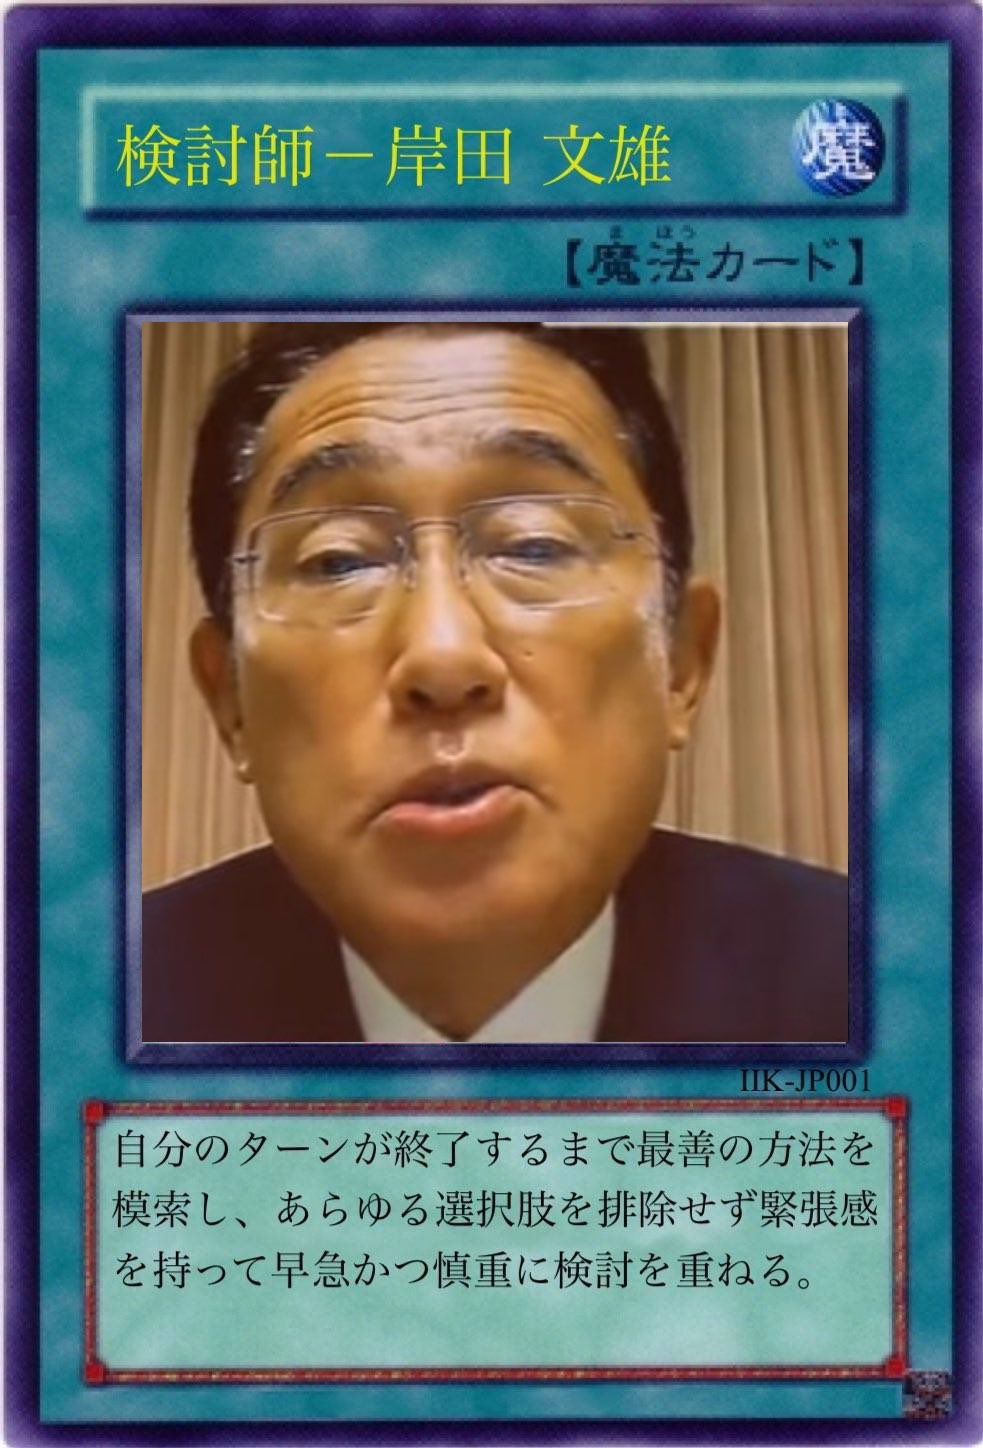 検討師－岸田 文雄
魔
まほう
【魔法カード】
IIK-JP001
自分のターンが終了するまで最善の方法を
模索し、あらゆる選択肢を排除せず緊張感
を持って早急かつ慎重に検討を重ねる。